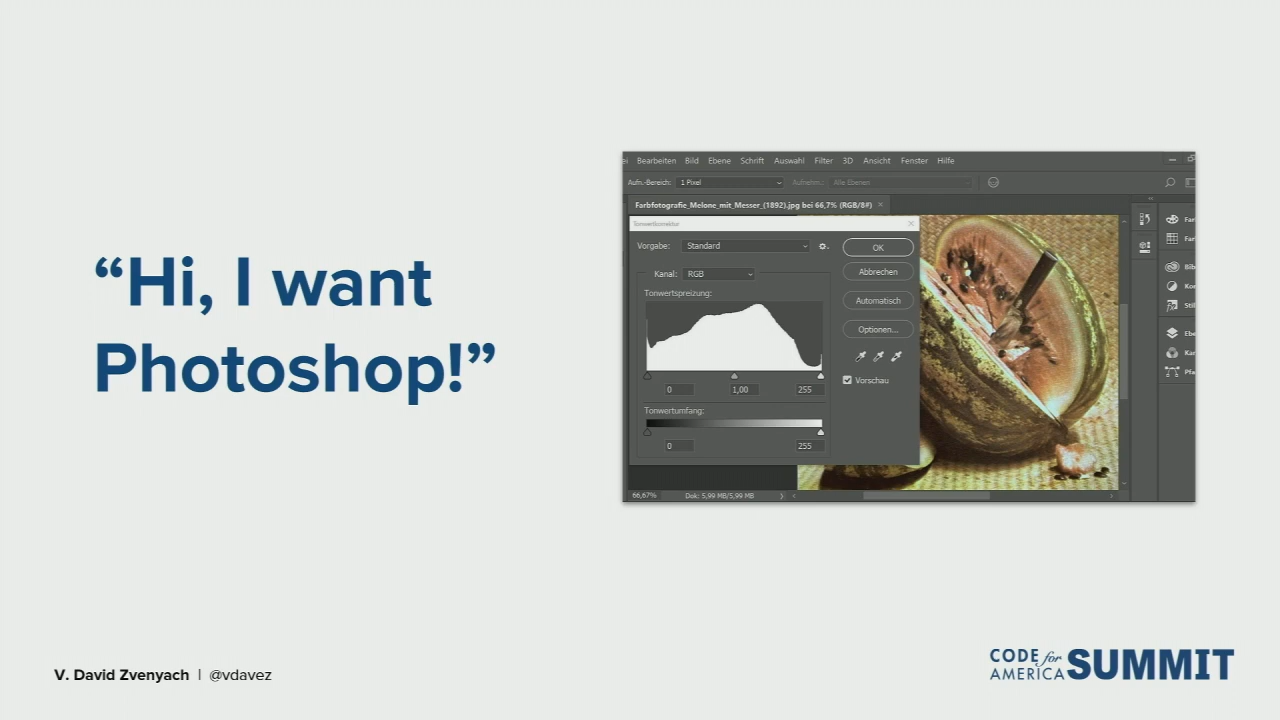 “Hi, I want
Photoshop!”
Bearbeiten Bild Ebene Schrift Auswahl Filter 3D Ansicht Fenster Hilfe
Aufn.-Bereich: 1 Pixel Aufnehm.: Alle Ebenen
Farbfotografie_Melone_mit_Messer_(1892).jpg bei 66,7% (RGB/8#)
Tonwertkorrektur
Vorgabe: Standard
OK
Kanal: RGB
Abbrechen
Tonwertspreizung:
Automatisch
Optionen...
Vorschau
0 1,00 255
Tonwertumfang:
0 255
66,67% Dok: 5,99 MB/5,99 MB
V. David Zvenyach | @vdavez
CODE for
AMERICA SUMMIT